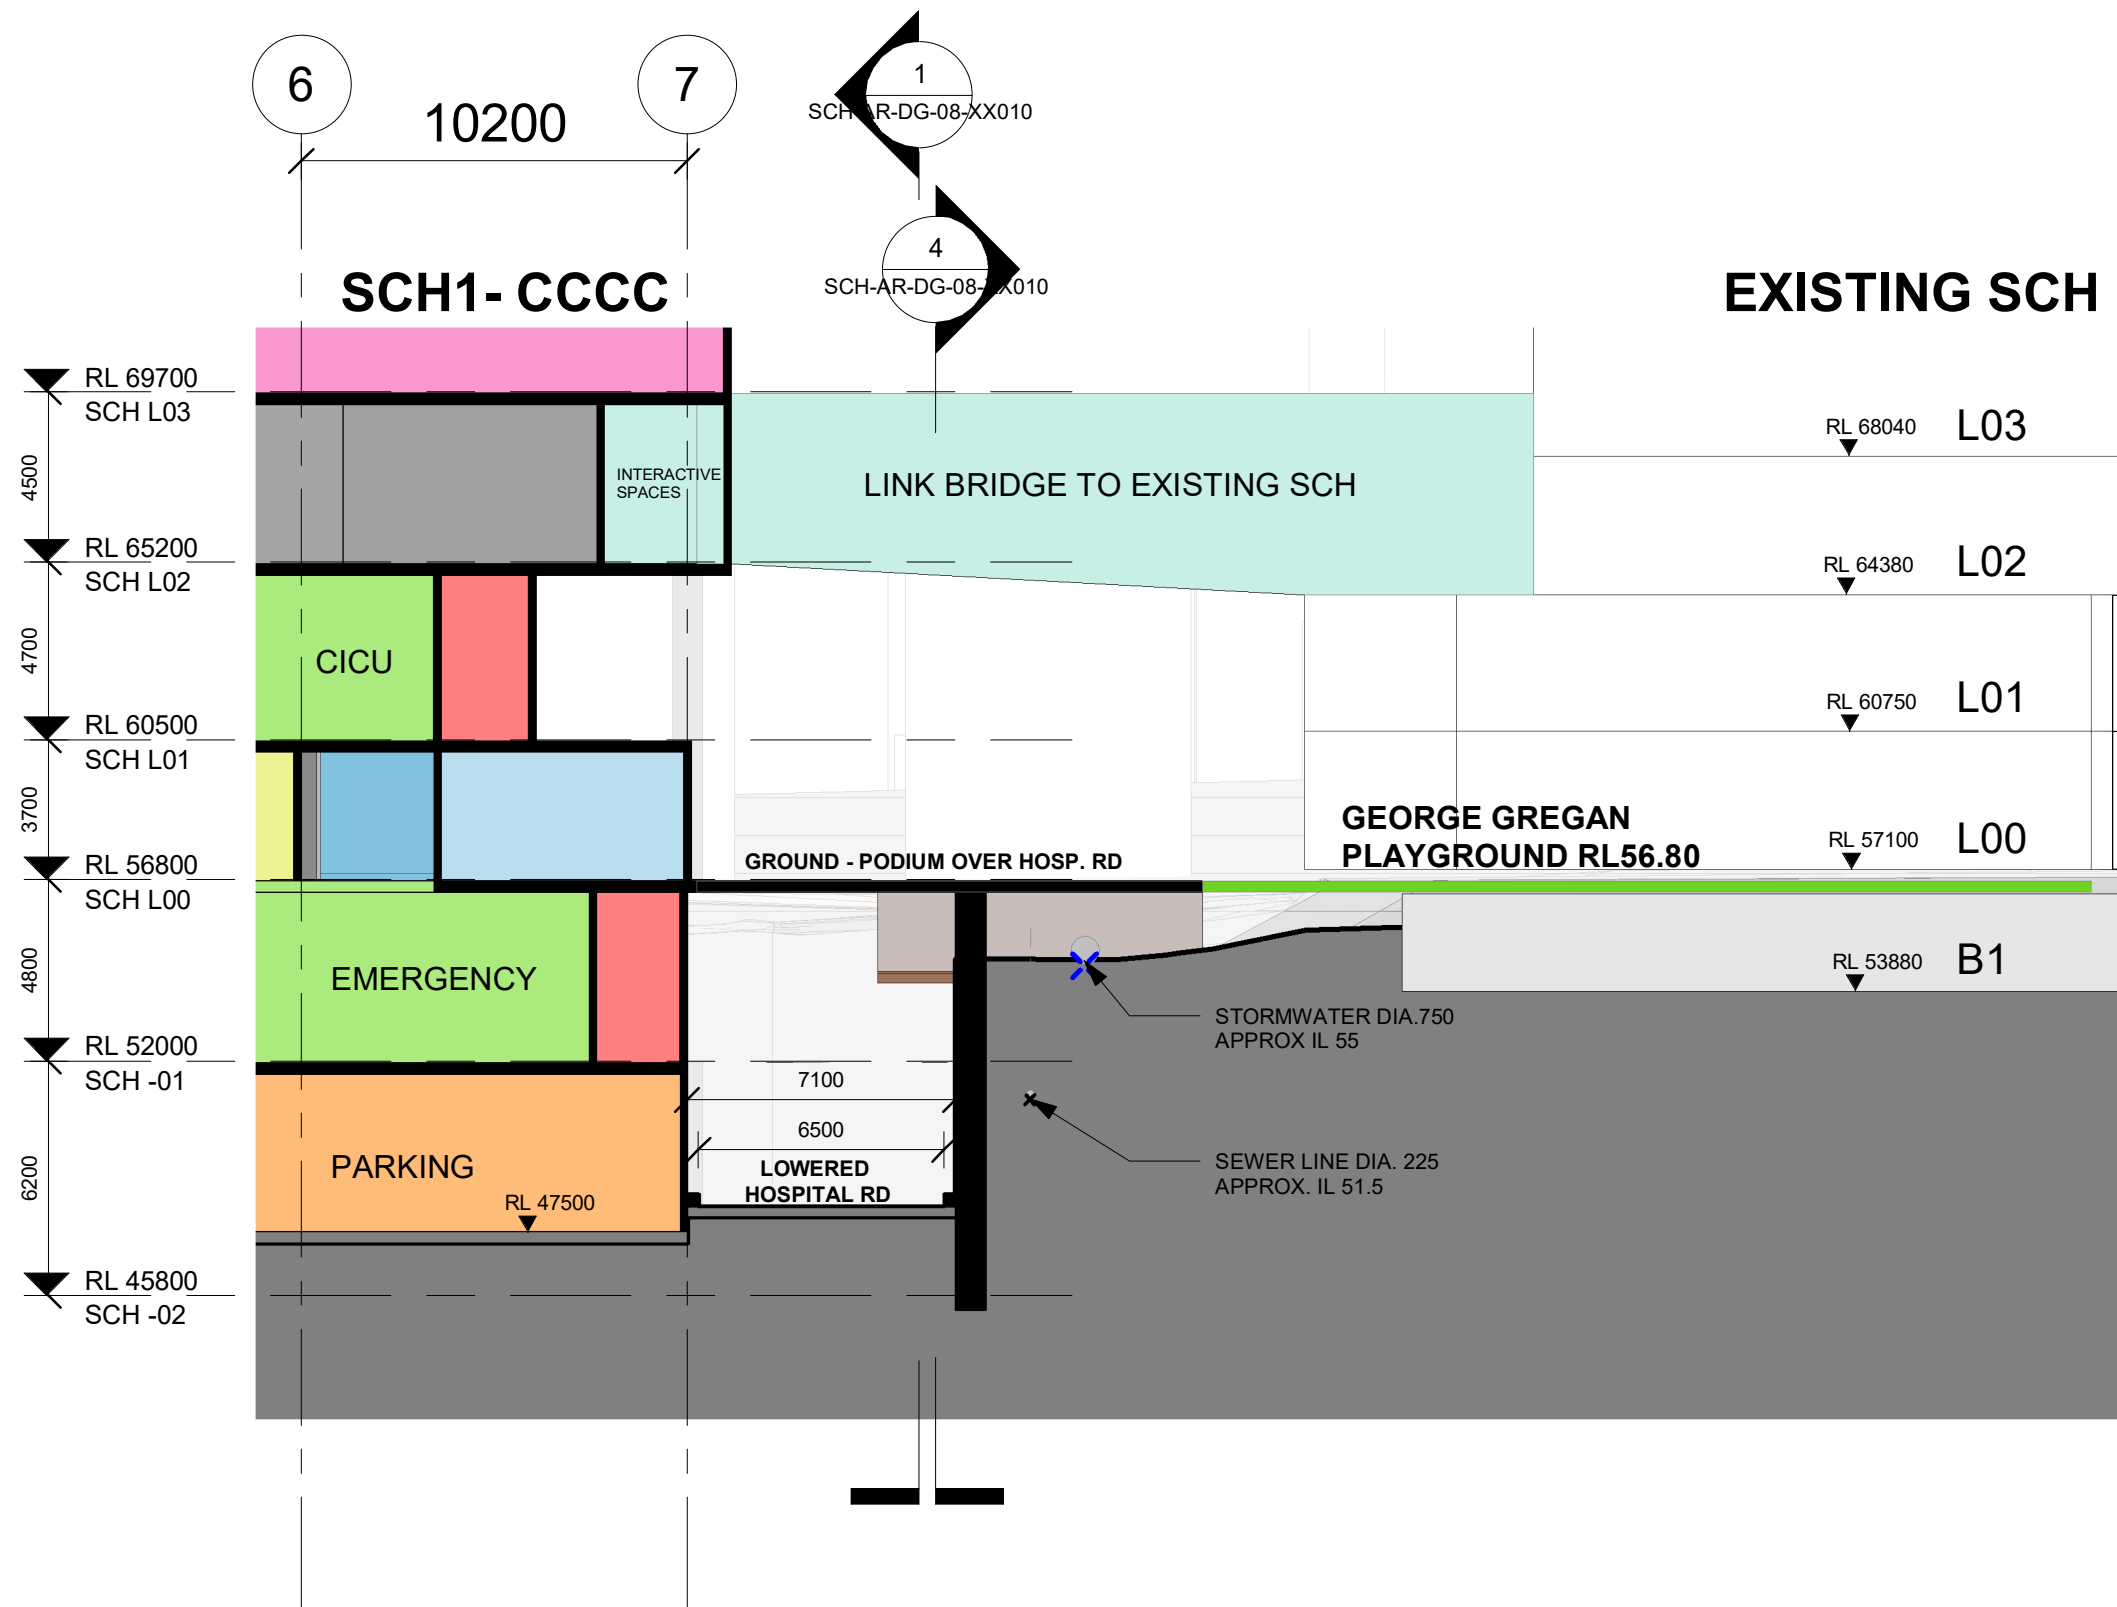 6
7
10200
1
SCH-AR-DG-08-XX010
4
SCH-AR-DG-08-XX010
SCH1- CCCC
EXISTING SCH
RL 69700
SCH L03
4500
RL 65200
SCH L02
4700
RL 60500
SCH L01
3700
RL 56800
SCH L00
4800
RL 52000
SCH -01
6200
RL 45800
SCH -02
INTERACTIVE
SPACES
LINK BRIDGE TO EXISTING SCH
RL 68040
L03
RL 64380
L02
CICU
RL 60750
L01
GEORGE GREGAN
PLAYGROUND RL56.80
RL 57100
L00
GROUND - PODIUM OVER HOSP. RD
EMERGENCY
RL 53880
B1
STORMWATER DIA.750
APPROX IL 55
7100
6500
LOWERED
HOSPITAL RD
PARKING
RL 47500
SEWER LINE DIA. 225
APPROX. IL 51.5